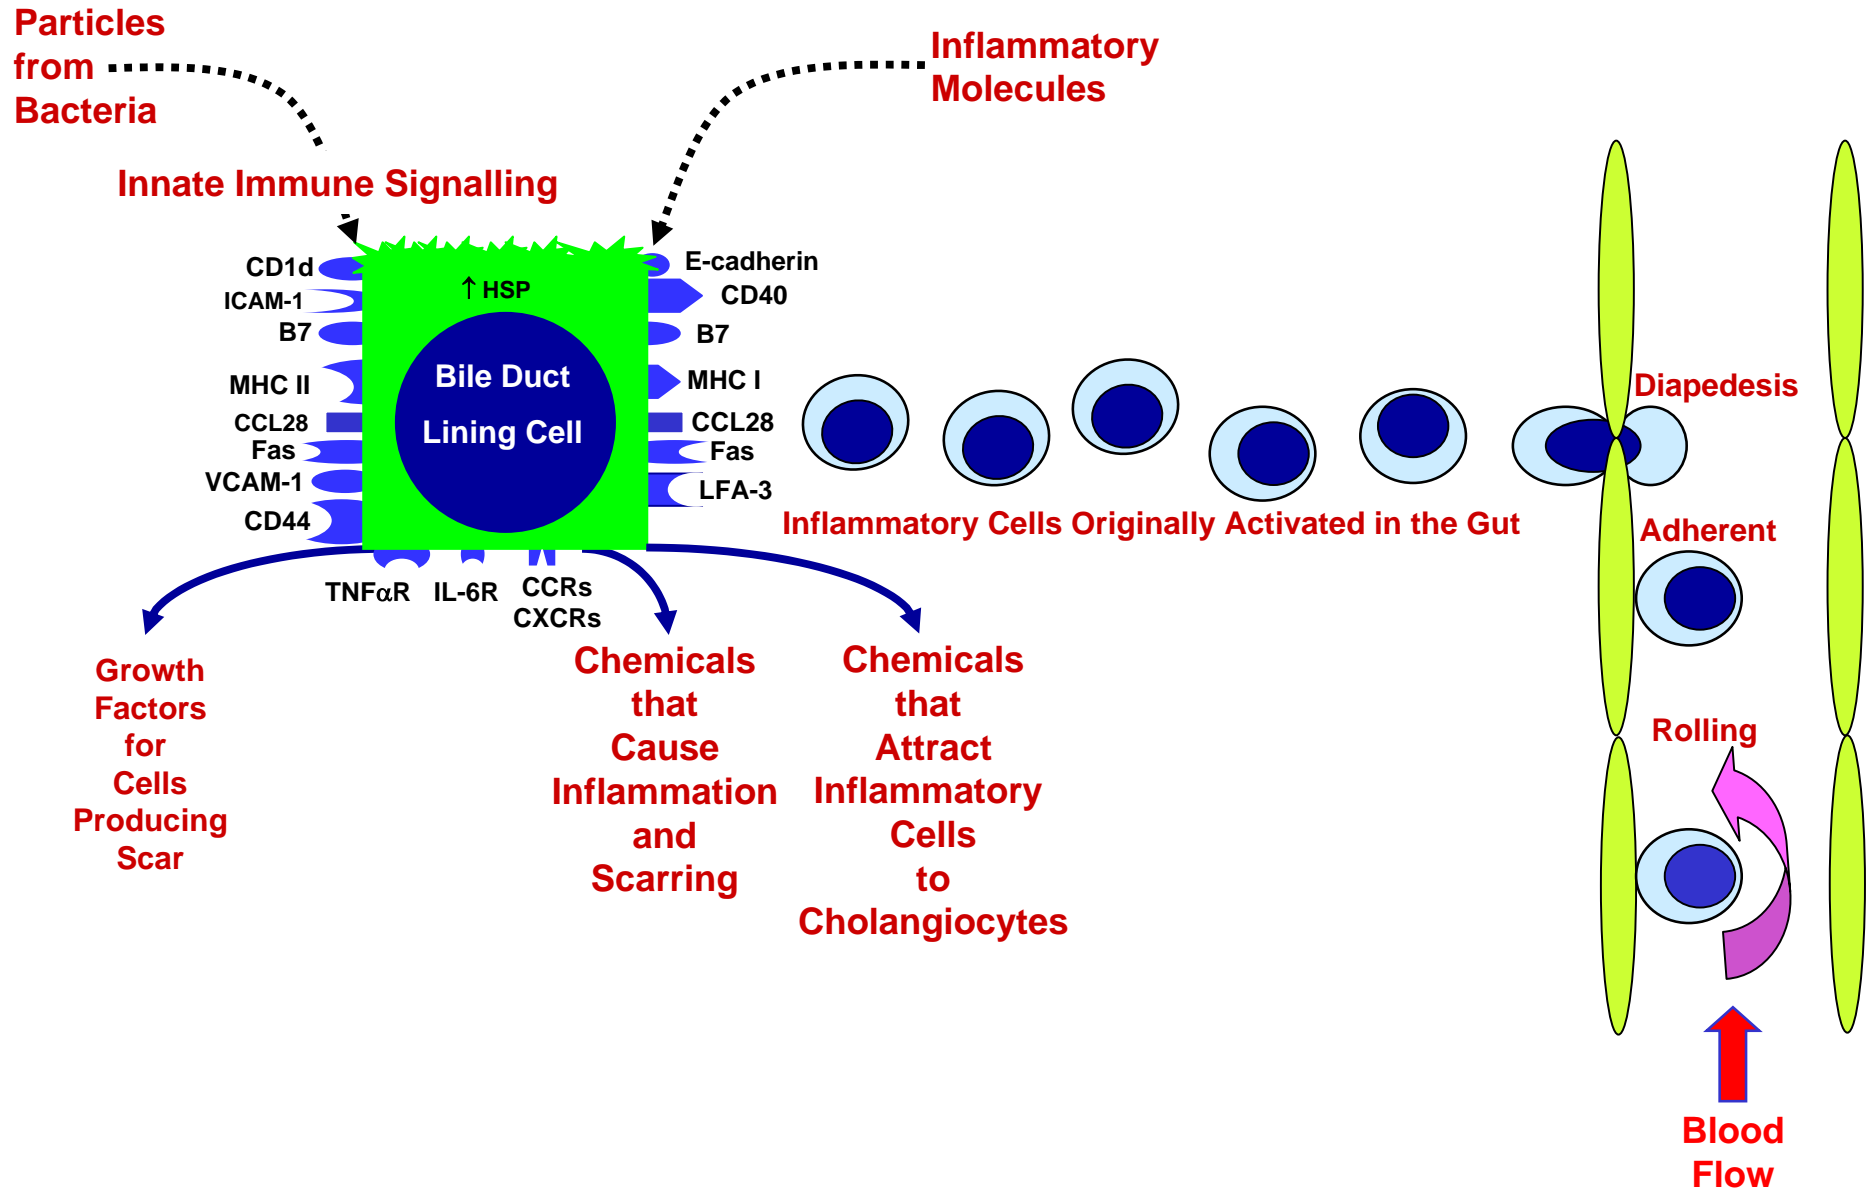 Particles
from
Bacteria
Inflammatory
Molecules
Innate Immune Signalling
CD1d
ICAM-1
B7
MHC II
CCL28
Fas
VCAM-1
CD44
↑ HSP
Bile Duct
Lining Cell
E-cadherin
CD40
B7
MHC I
CCL28
Fas
LFA-3
TNFαR
IL-6R
CCRs
CXCRs
Inflammatory Cells Originally Activated in the Gut
Diapedesis
Adherent
Rolling
Growth
Factors
for
Cells
Producing
Scar
Chemicals
that
Cause
Inflammation
and
Scarring
Chemicals
that
Attract
Inflammatory
Cells
to
Cholangiocytes
Blood
Flow